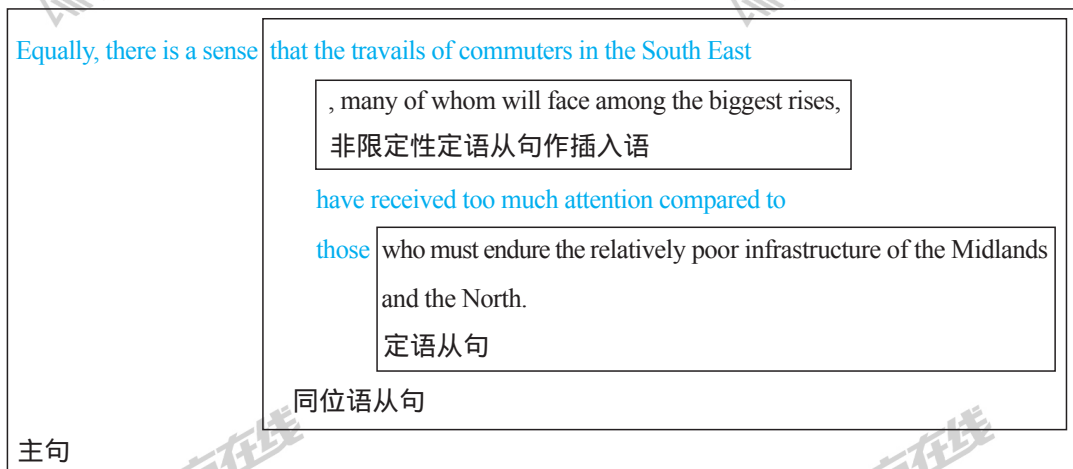 Equally, there is a sense that the travails of commuters in the South East
, many of whom will face among the biggest rises,
非限定性定语从句作插入语
have received too much attention compared to
those who must endure the relatively poor infrastructure of the Midlands
and the North.
定语从句
同位语从句
主句